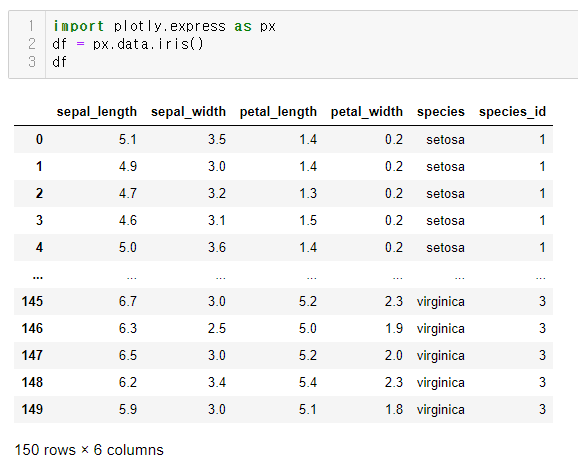 1 import plotly.express as px
2 df = px.data.iris()
3 df
sepal_length sepal_width petal_length petal_width species species_id
0 5.1 3.5 1.4 0.2 setosa 1
1 4.9 3.0 1.4 0.2 setosa 1
2 4.7 3.2 1.3 0.2 setosa 1
3 4.6 3.1 1.5 0.2 setosa 1
4 5.0 3.6 1.4 0.2 setosa 1
... ... ... ... ... ... ...
145 6.7 3.0 5.2 2.3 virginica 3
146 6.3 2.5 5.0 1.9 virginica 3
147 6.5 3.0 5.2 2.0 virginica 3
148 6.2 3.4 5.4 2.3 virginica 3
149 5.9 3.0 5.1 1.8 virginica 3
150 rows × 6 columns